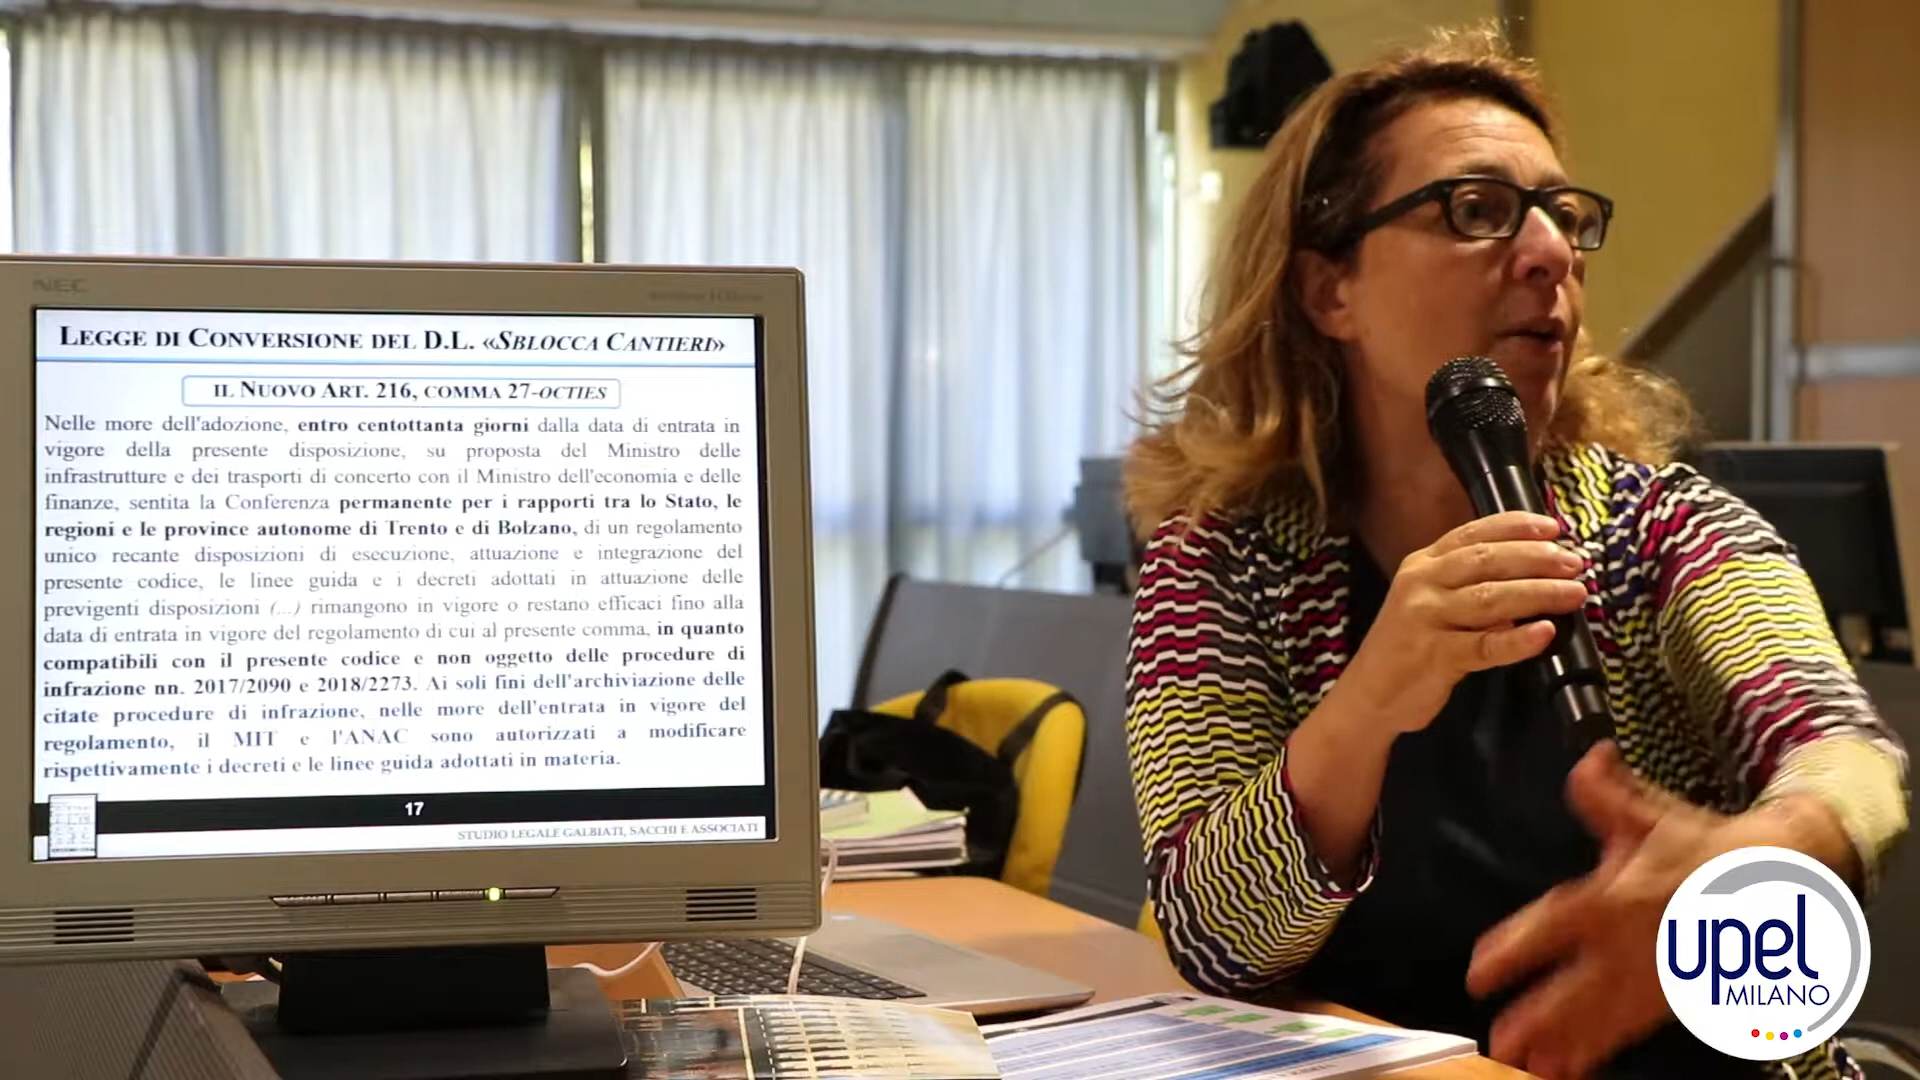 NEC
LEGGE DI CONVERSIONE DEL D.L. «SBLOCCA CANTIERI»
IL NUOVO ART. 216, COMMA 27-OCTIES
Nelle more dell'adozione, entro centottanta giorni dalla data di entrata in
vigore della presente disposizione, su proposta del Ministro delle
infrastrutture e dei trasporti di concerto con il Ministro dell'economia e delle
finanze, sentita la Conferenza permanente per i rapporti tra lo Stato, le
regioni e le province autonome di Trento e di Bolzano, di un regolamento
unico recante disposizioni di esecuzione, attuazione e integrazione del
presente codice, le linee guida e i decreti adottati in attuazione delle
previgenti disposizioni (...) rimangono in vigore o restano efficaci fino alla
data di entrata in vigore del regolamento di cui al presente comma, in quanto
compatibili con il presente codice e non oggetto delle procedure di
infrazione nn. 2017/2090 e 2018/2273. Ai soli fini dell'archiviazione delle
citate procedure di infrazione, nelle more dell'entrata in vigore del
regolamento, il MIT e l'ANAC sono autorizzati a modificare
rispettivamente i decreti e le linee guida adottati in materia.
17
STUDIO LEGALE GALBIATI, SACCHI E ASSOCIATI
upel
MILANO